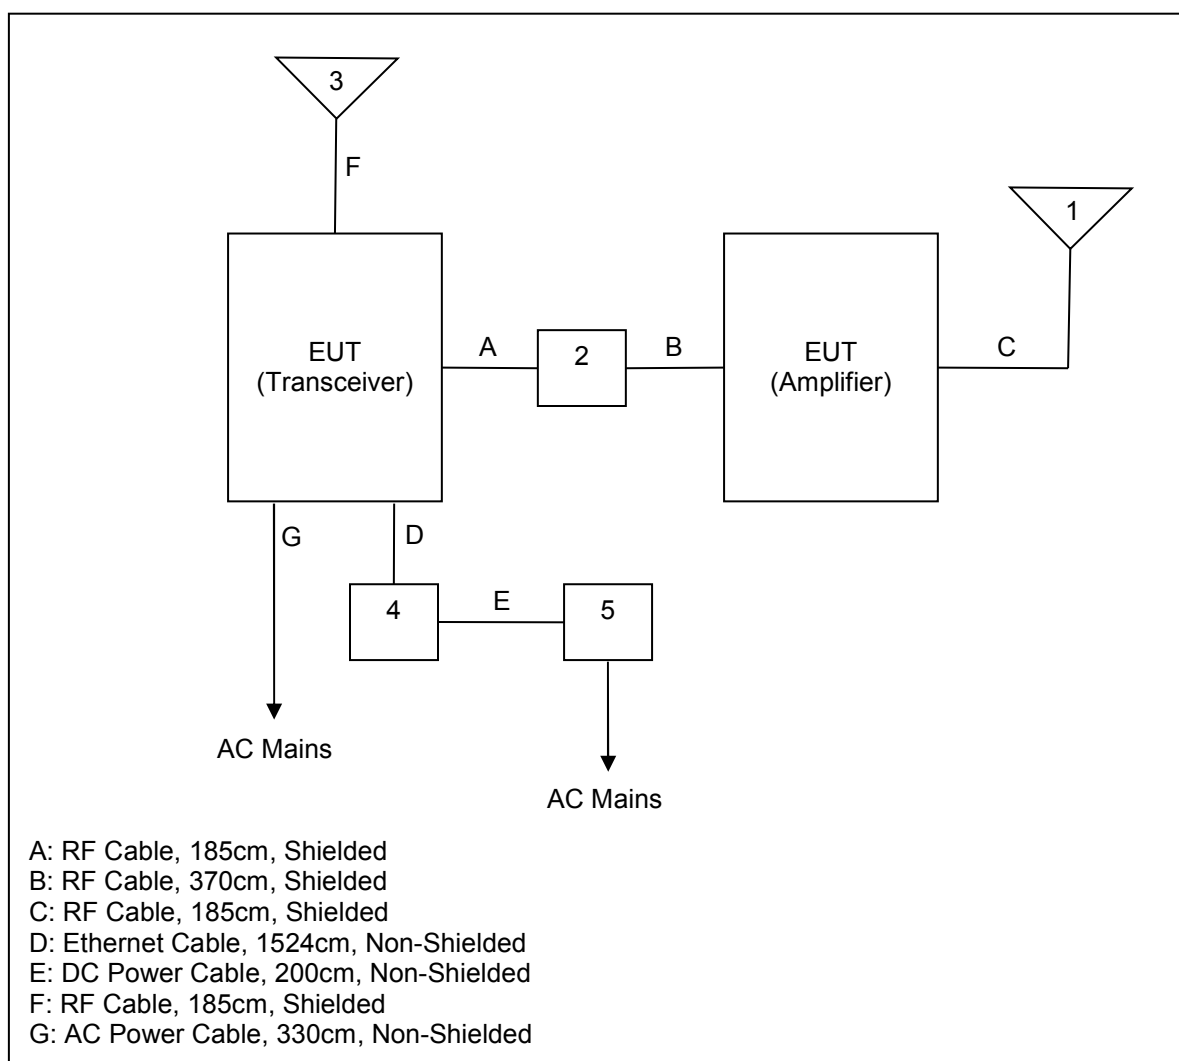 3
F
1
EUT
(Transceiver)
A
2
B
EUT
(Amplifier)
C
G
D
4
E
5
AC Mains
AC Mains
A: RF Cable, 185cm, Shielded
B: RF Cable, 370cm, Shielded
C: RF Cable, 185cm, Shielded
D: Ethernet Cable, 1524cm, Non-Shielded
E: DC Power Cable, 200cm, Non-Shielded
F: RF Cable, 185cm, Shielded
G: AC Power Cable, 330cm, Non-Shielded